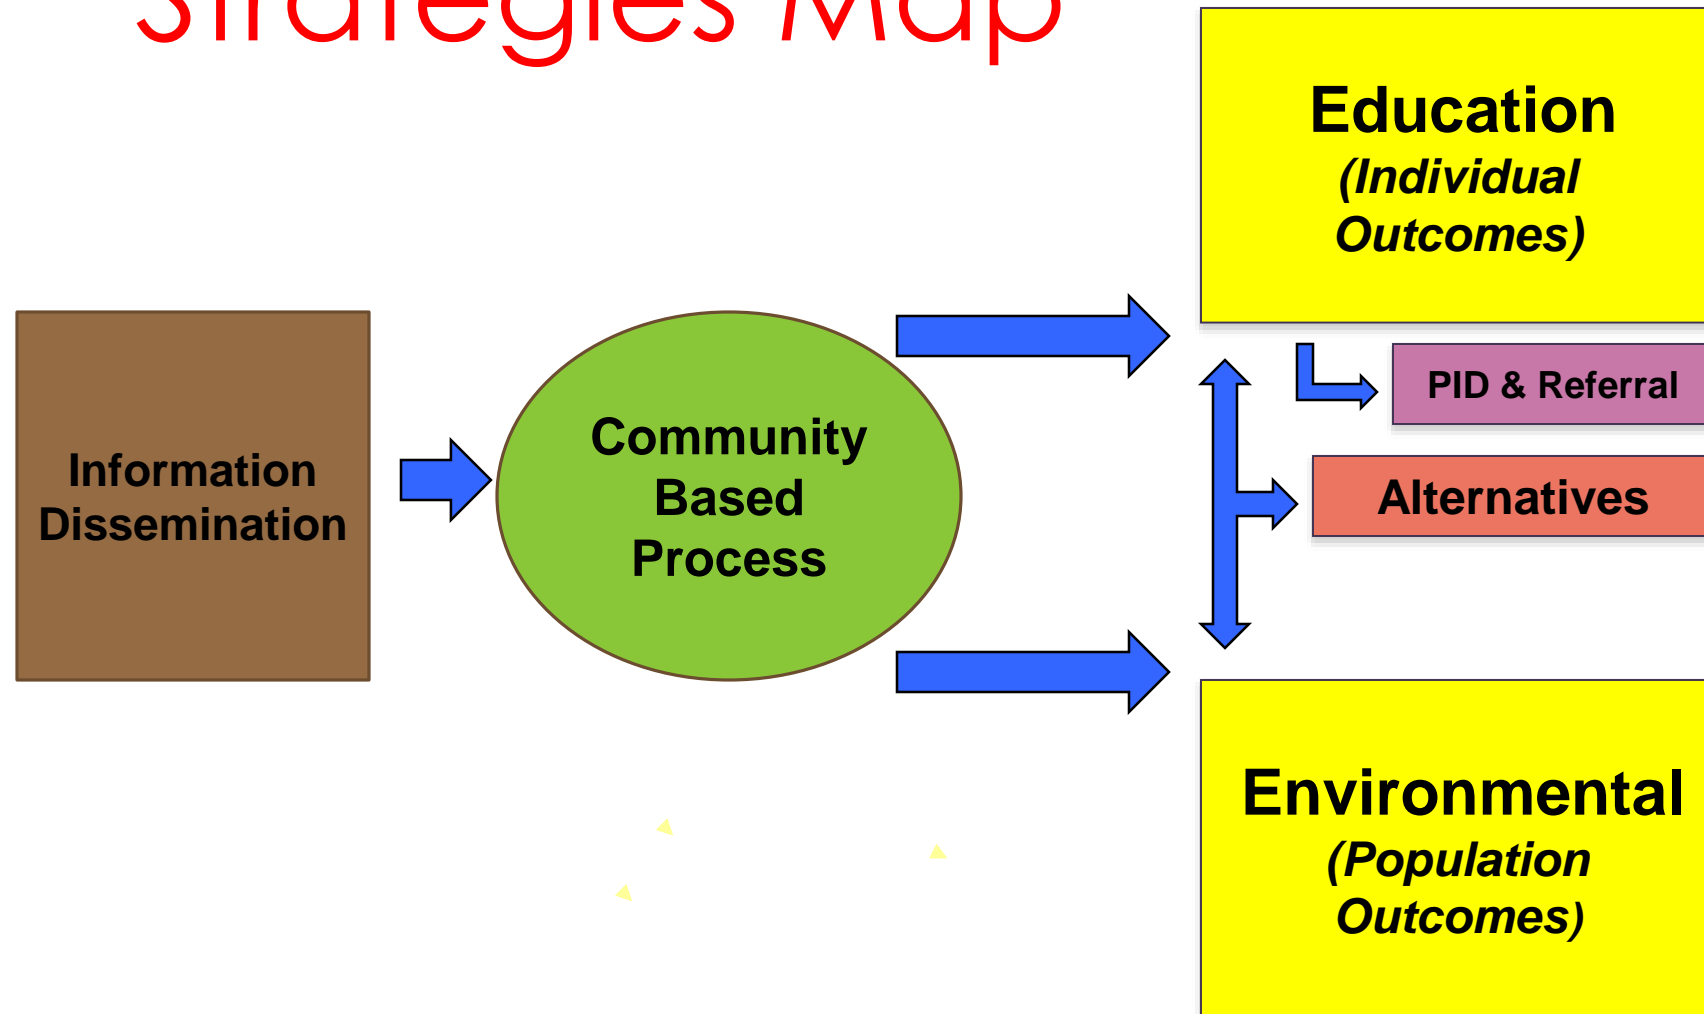 Strategies Map
Education
(Individual
Outcomes)
PID & Referral
Alternatives
Information
Dissemination
Community
Based
Process
Environmental
(Population
Outcomes)